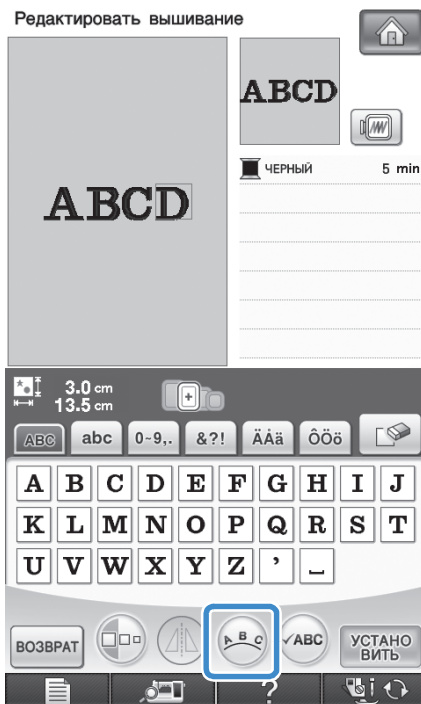 Редактировать вышивание
ABCD
ЧЕРНЫЙ 5 min
ABCD
3.0 cm
13.5 cm
ABC abc 0~9,. &?! ÄÅä ÔÖö
A B C D E F G H I J
K L M N O P Q R S T
U V W X Y Z ’ ⌴
ВОЗВРАТ ABC ✓ABC УСТАНО
ВИТЬ
?